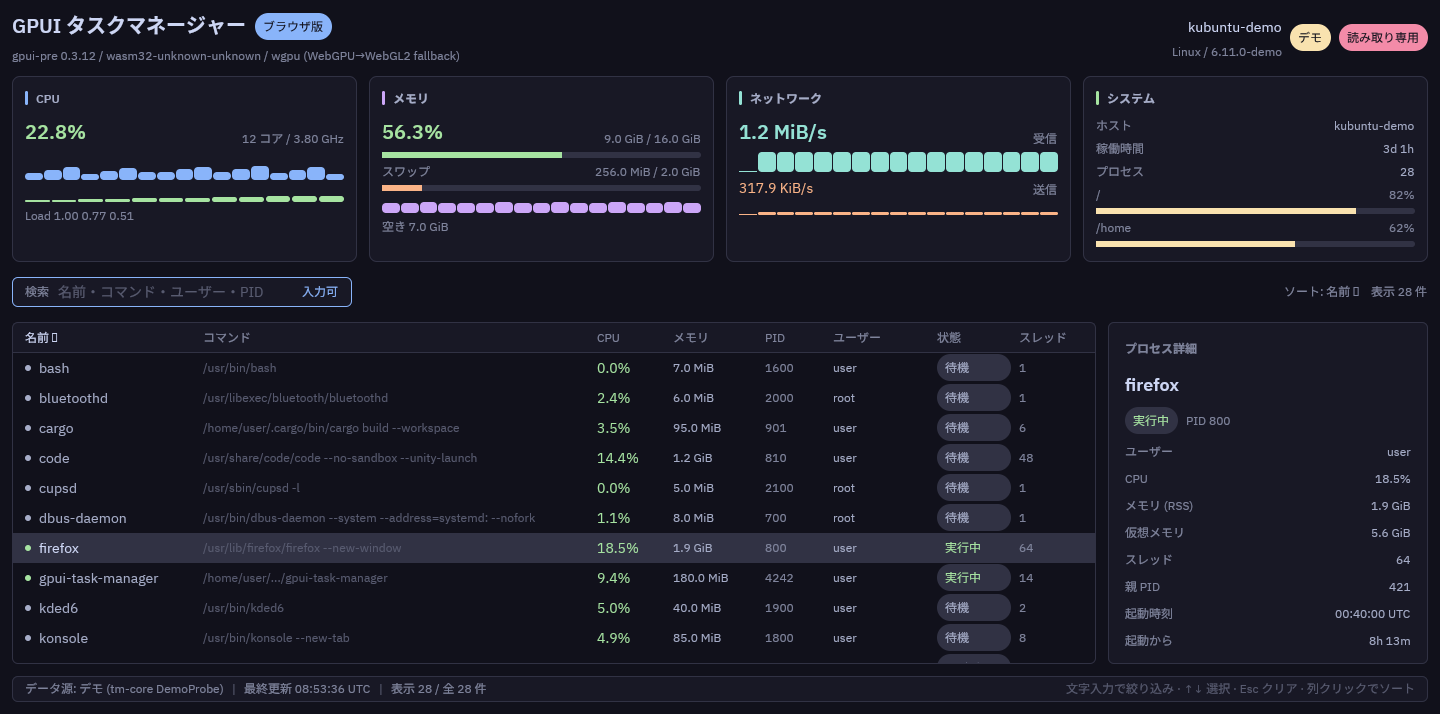 GPUI タスクマネージャー ブラウザ版
gpui-pre 0.3.12 / wasm32-unknown-unknown / wgpu (WebGPU→WebGL2 fallback)
kubuntu-demo
Linux / 6.11.0-demo
デモ 読み取り専用
CPU
22.8% 12 コア / 3.80 GHz
Load 1.00 0.77 0.51
メモリ
56.3% 9.0 GiB / 16.0 GiB
スワップ 256.0 MiB / 2.0 GiB
空き 7.0 GiB
ネットワーク
1.2 MiB/s 受信
317.9 KiB/s 送信
システム
ホスト kubuntu-demo
稼働時間 3d 1h
プロセス 28
/ 82%
/home 62%
検索 名前・コマンド・ユーザー・PID 入力可
ソート: 名前 表示 28 件
名前 コマンド CPU メモリ PID ユーザー 状態 スレッド
bash /usr/bin/bash 0.0% 7.0 MiB 1600 user 待機 1
bluetoothd /usr/libexec/bluetooth/bluetoothd 2.4% 6.0 MiB 2000 root 待機 1
cargo /home/user/.cargo/bin/cargo build --workspace 3.5% 95.0 MiB 901 user 待機 6
code /usr/share/code/code --no-sandbox --unity-launch 14.4% 1.2 GiB 810 user 待機 48
cupsd /usr/sbin/cupsd -l 0.0% 5.0 MiB 2100 root 待機 1
dbus-daemon /usr/bin/dbus-daemon --system --address=systemd: --nofork 1.1% 8.0 MiB 700 root 待機 1
firefox /usr/lib/firefox/firefox --new-window 18.5% 1.9 GiB 800 user 実行中 64
gpui-task-manager /home/user/.../gpui-task-manager 9.4% 180.0 MiB 4242 user 実行中 14
kded6 /usr/bin/kded6 5.0% 40.0 MiB 1900 user 待機 2
konsole /usr/bin/konsole --new-tab 4.9% 85.0 MiB 1800 user 待機 8
プロセス詳細
firefox
実行中 PID 800
ユーザー user
CPU 18.5%
メモリ (RSS) 1.9 GiB
仮想メモリ 5.6 GiB
スレッド 64
親 PID 421
起動時刻 00:40:00 UTC
起動から 8h 13m
データ源: デモ (tm-core DemoProbe) | 最終更新 08:53:36 UTC | 表示 28 / 全 28 件
文字入力で絞り込み · ↑↓ 選択 · Esc クリア · 列クリックでソート